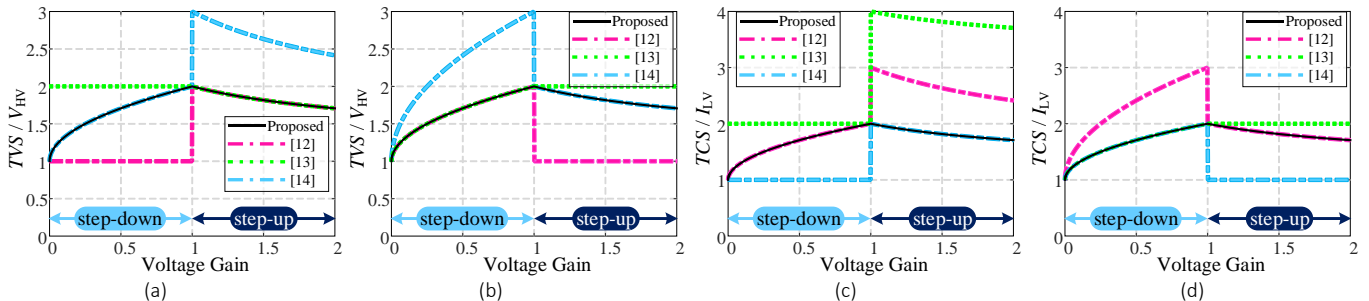 TVS / V_HV
3
2.5
2
1.5
1
0.5
0
Proposed
[12]
[13]
[14]
step-down
step-up
0
0.5
1
1.5
2
Voltage Gain
(a)
TVS / V_HV
3
2.5
2
1.5
1
0.5
0
Proposed
[12]
[13]
[14]
step-down
step-up
0
0.5
1
1.5
2
Voltage Gain
(b)
TCS / I_LV
4
3
2
1
0
Proposed
[12]
[13]
[14]
step-down
step-up
0
0.5
1
1.5
2
Voltage Gain
(c)
TCS / I_LV
4
3
2
1
0
Proposed
[12]
[13]
[14]
step-down
step-up
0
0.5
1
1.5
2
Voltage Gain
(d)